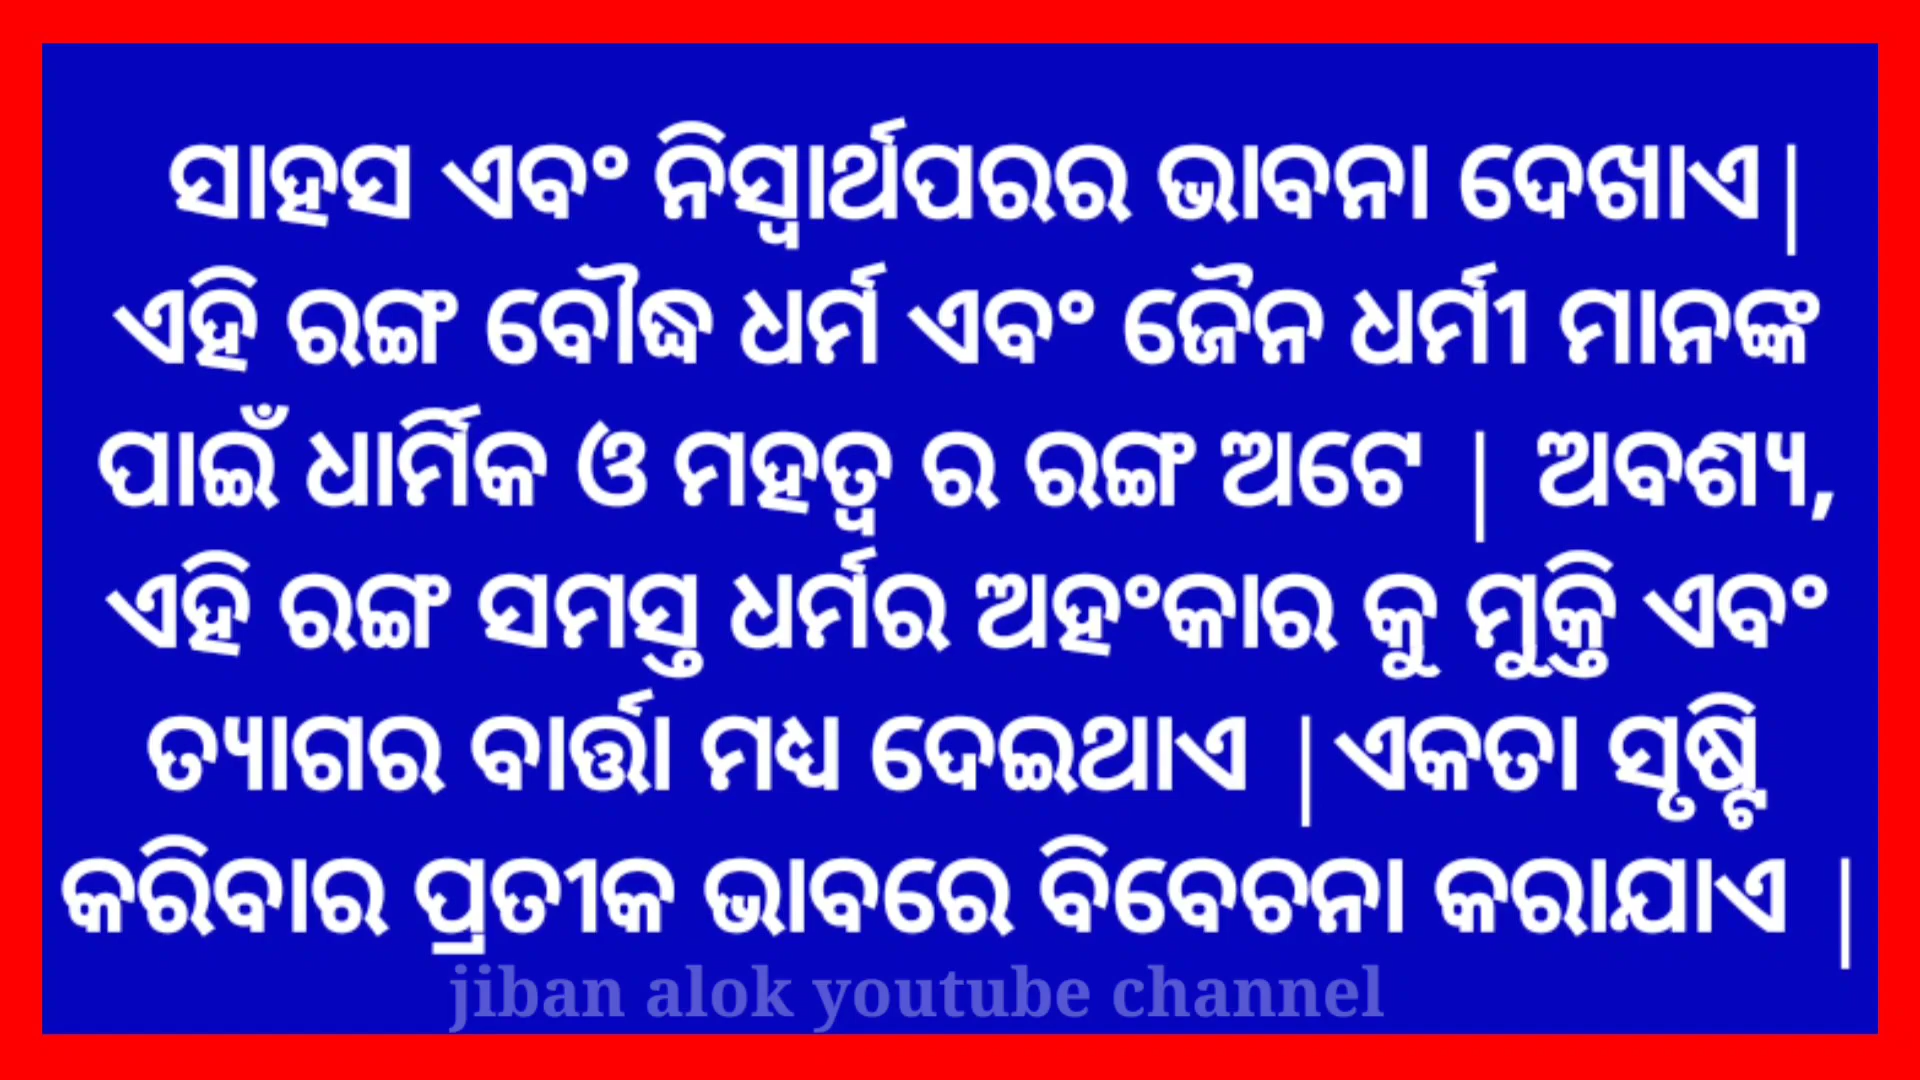 ସାହସ ଏବଂ ନିସ୍ୱାର୍ଥପରର ଭାବନା ଦେଖାଏ|
ଏହି ରଙ୍ଗ ବୌଦ୍ଧ ଧର୍ମ ଏବଂ ଜୈନ ଧର୍ମୀ ମାନଙ୍କ
ପାଇଁ ଧାର୍ମିକ ଓ ମହତ୍ୱ ର ରଙ୍ଗ ଅଟେ | ଅବଶ୍ୟ,
ଏହି ରଙ୍ଗ ସମସ୍ତ ଧର୍ମର ଅହଂକାର କୁ ମୁକ୍ତି ଏବଂ
ତ୍ୟାଗର ବାର୍ତ୍ତା ମଧ୍ୟ ଦେଇଥାଏ |ଏକତା ସୃଷ୍ଟି
କରିବାର ପ୍ରତୀକ ଭାବରେ ବିବେଚନା କରାଯାଏ |
jiban alok youtube channel